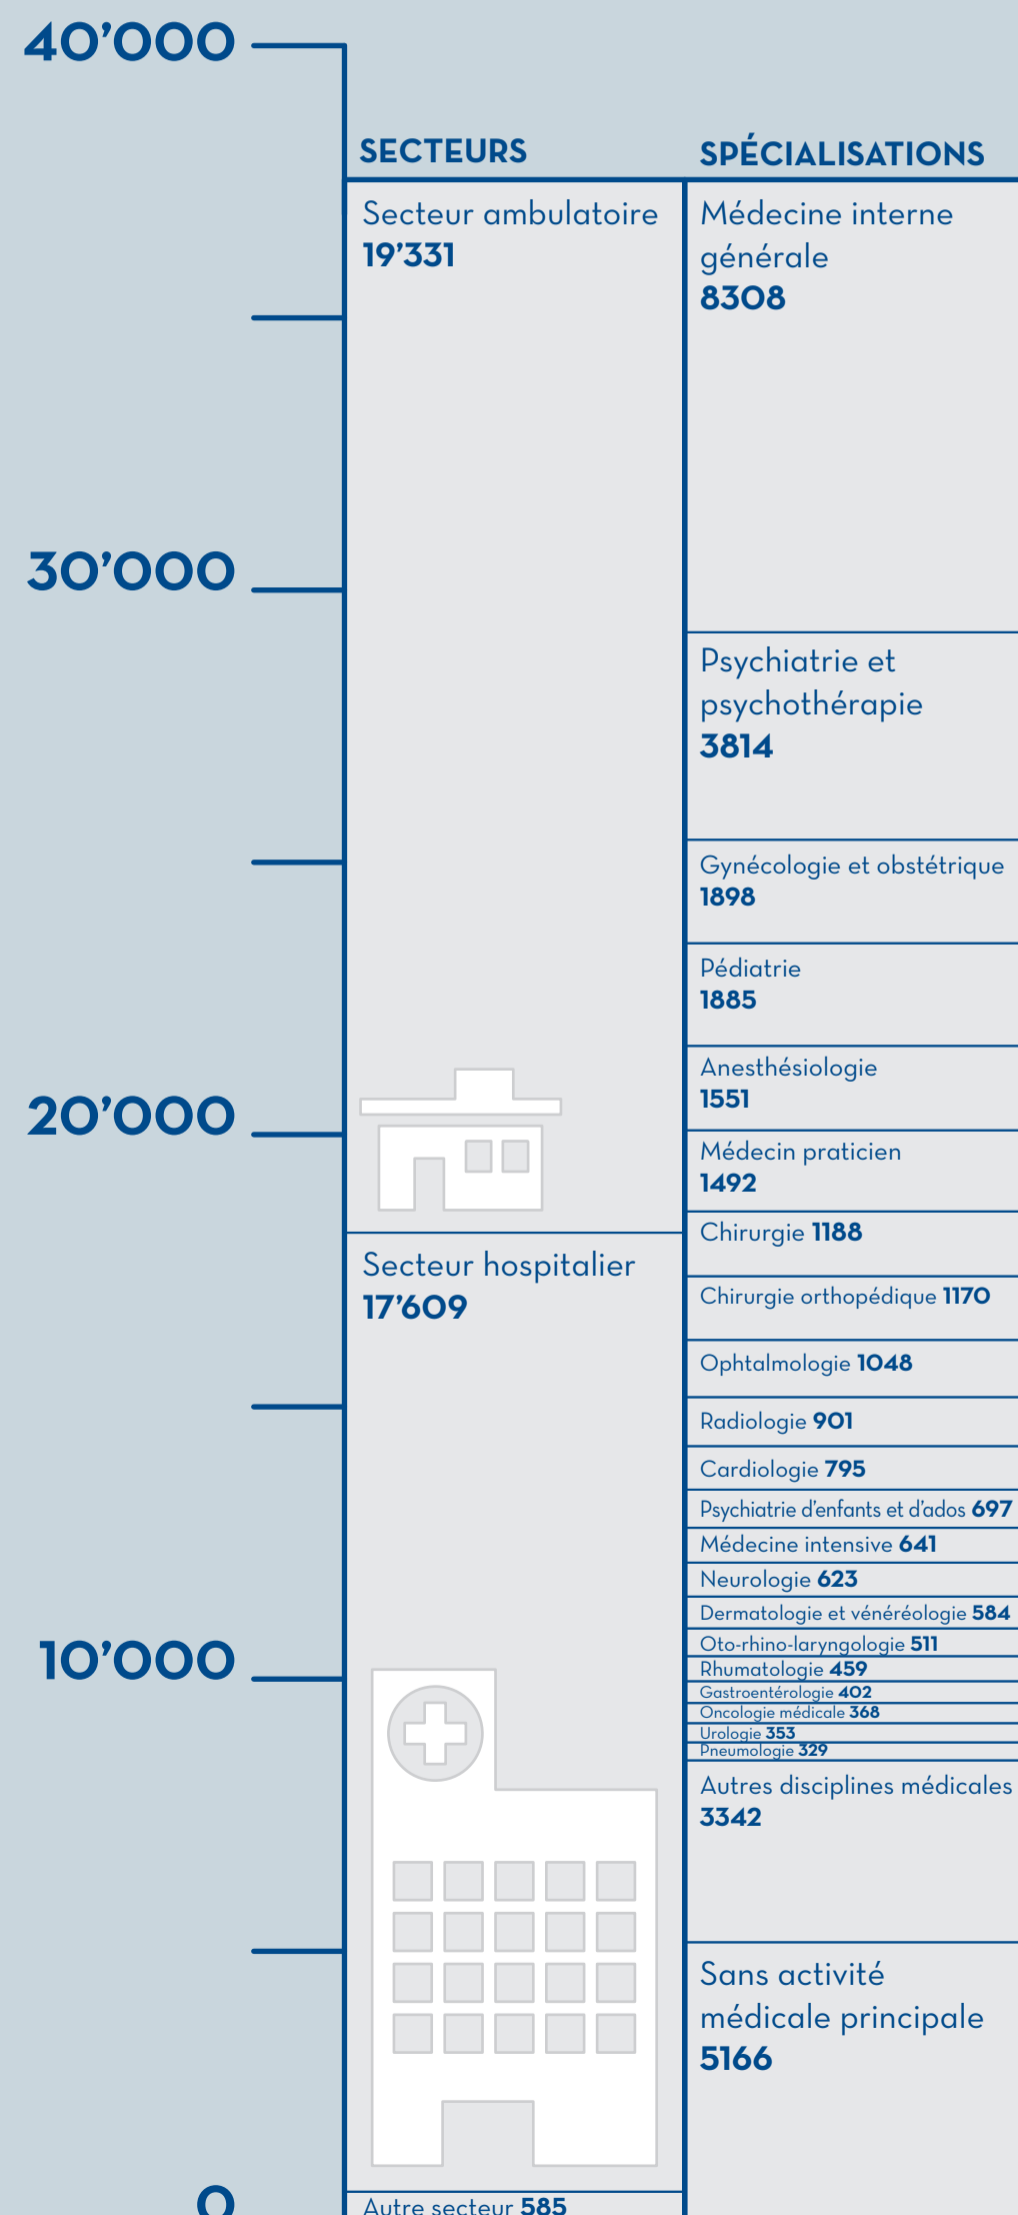 40’000
30’000
20’000
10’000
0
SECTEURS
Secteur ambulatoire
19’331
Secteur hospitalier
17’609
Autre secteur 585
SPÉCIALISATIONS
Médecine interne
générale
8308
Psychiatrie et
psychothérapie
3814
Gynécologie et obstétrique
1898
Pédiatrie
1885
Anesthésiologie
1551
Médecin praticien
1492
Chirurgie 1188
Chirurgie orthopédique 1170
Ophtalmologie 1048
Radiologie 901
Cardiologie 795
Psychiatrie d’enfants et d’ados 697
Médecine intensive 641
Neurologie 623
Dermatologie et vénéréologie 584
Oto-rhino-laryngologie 511
Rhumatologie 459
Gastroentérologie 402
Oncologie médicale 368
Urologie 353
Pneumologie 329
Autres disciplines médicales
3342
Sans activité
médicale principale
5166